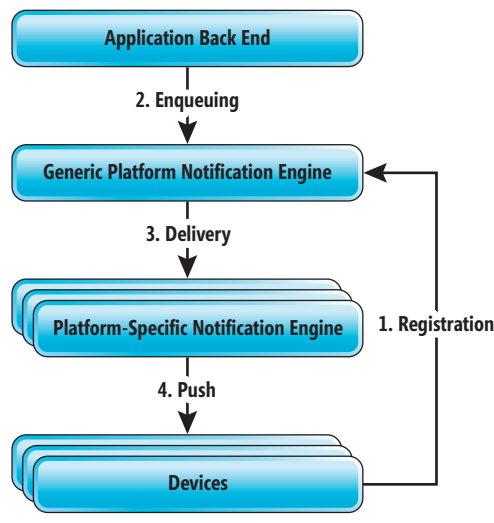 Application Back End
2. Enqueuing
Generic Platform Notification Engine
3. Delivery
Platform-Specific Notification Engine
1. Registration
4. Push
Devices